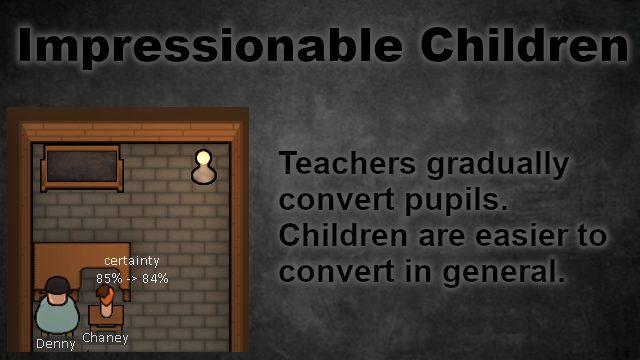 Impressionable Children
Teachers gradually
convert pupils.
Children are easier to
convert in general.
certainty
85% -> 84%
Denny
Chaney